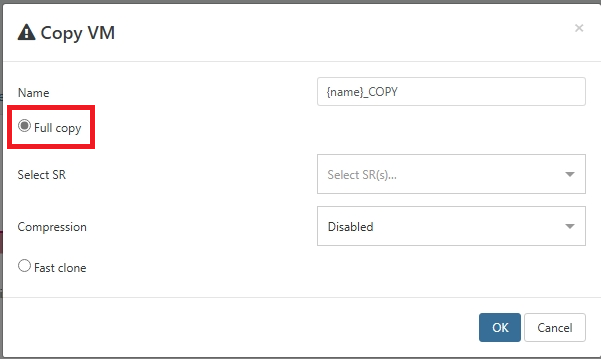 Copy VM
×
Name
{name}_COPY
Full copy
Select SR
Select SR(s)...
Compression
Disabled
Fast clone
OK
Cancel